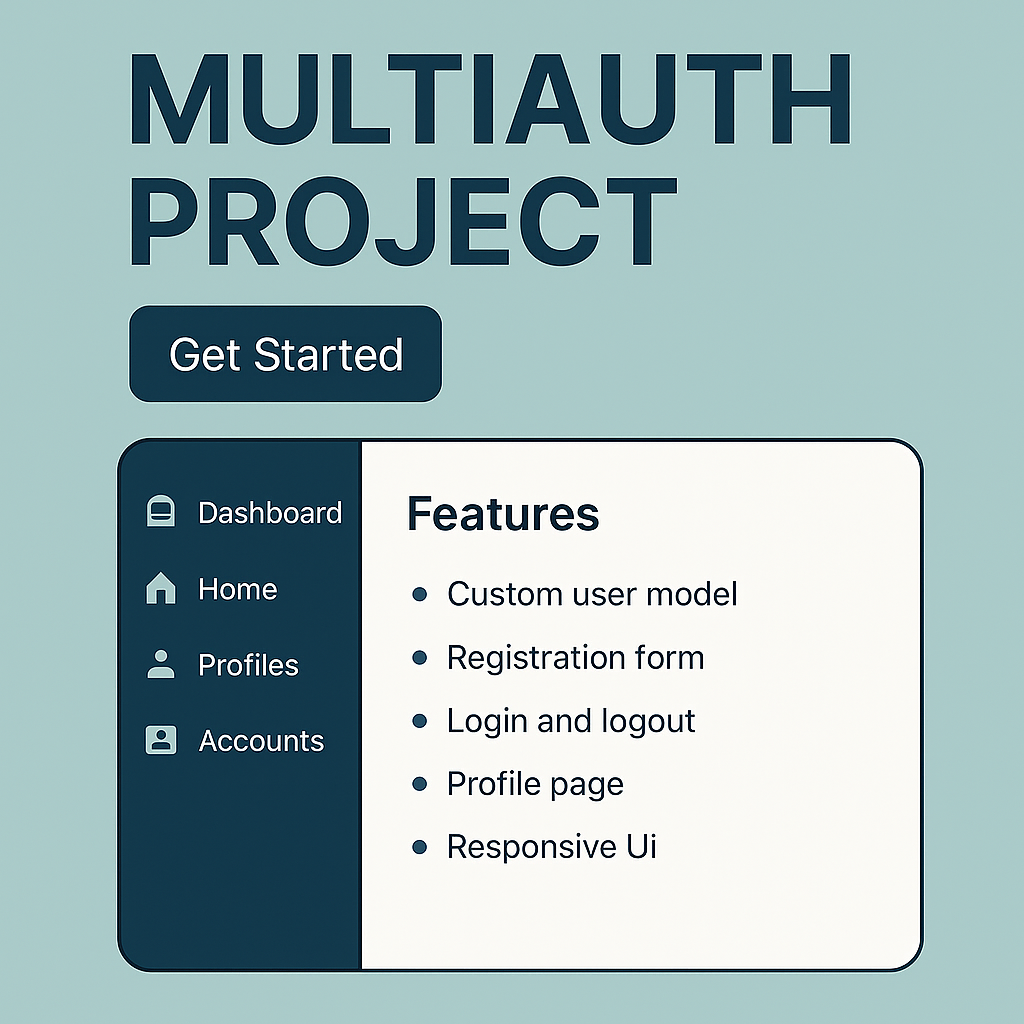 MULTIAUTH
PROJECT
Get Started
Dashboard
Home
Profiles
Accounts
Features
• Custom user model
• Registration form
• Login and logout
• Profile page
• Responsive Ui